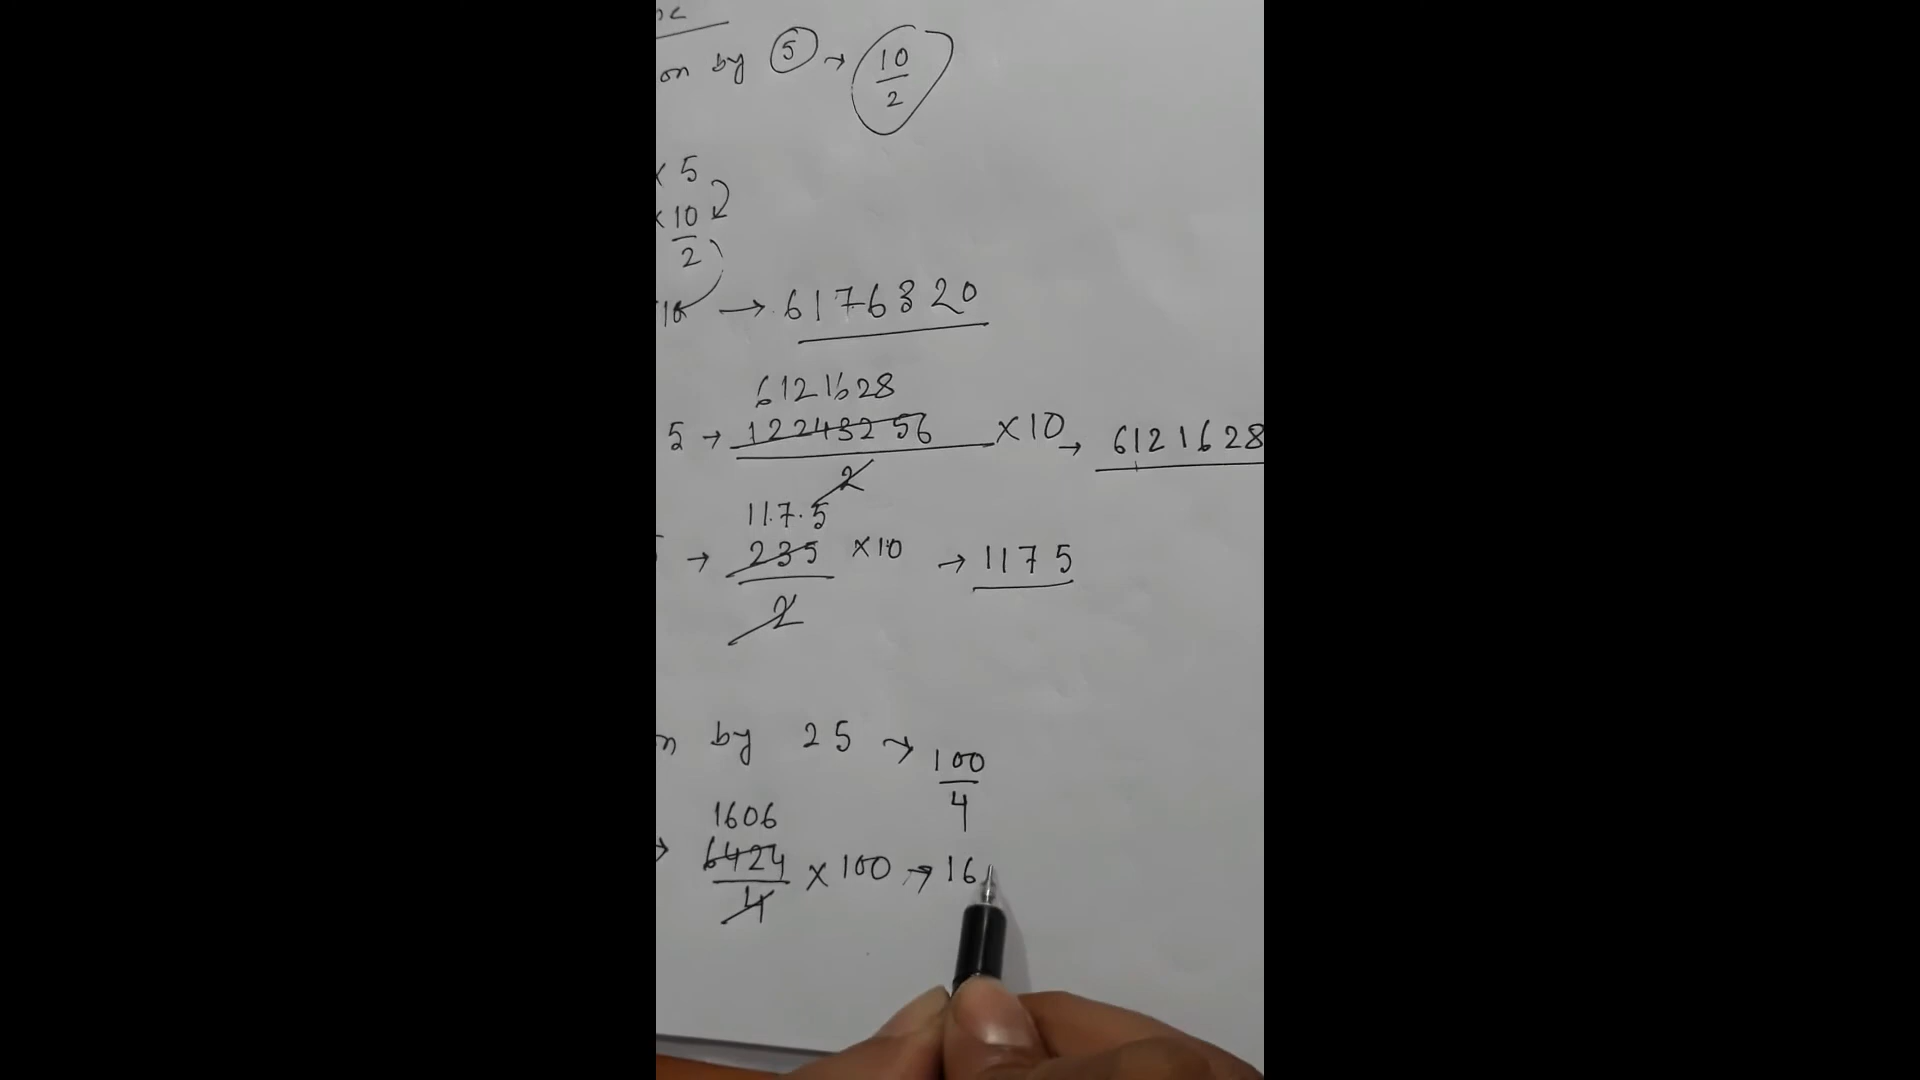 on by 5 → 10/2
× 5
× 10/2
→ 6176320
6121628
5 → 12243256/2 × 10 → 6121628
117.5
→ 235/2 ×10 → 1175
by 25 → 100/4
1606
→ 6424/4 × 100 → 16